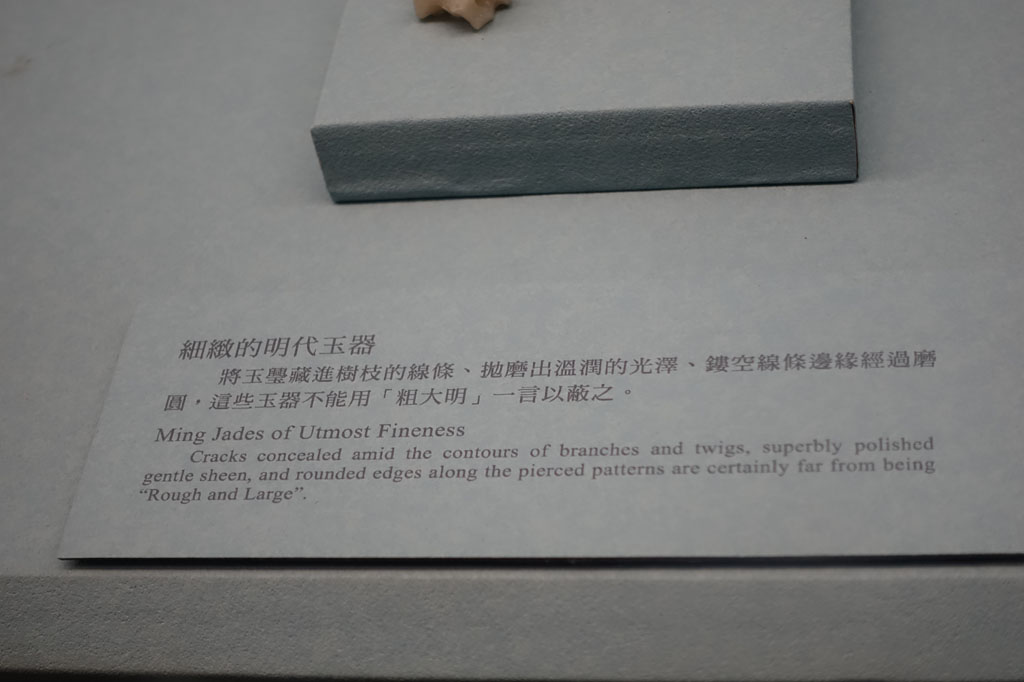 細緻的明代玉器
將玉璺藏進樹枝的線條、拋磨出溫潤的光澤、鏤空線條邊緣經過磨
圓，這些玉器不能用「粗大明」一言以蔽之。
Ming Jades of Utmost Fineness
Cracks concealed amid the contours of branches and twigs, superbly polished
gentle sheen, and rounded edges along the pierced patterns are certainly far from being
“Rough and Large”.